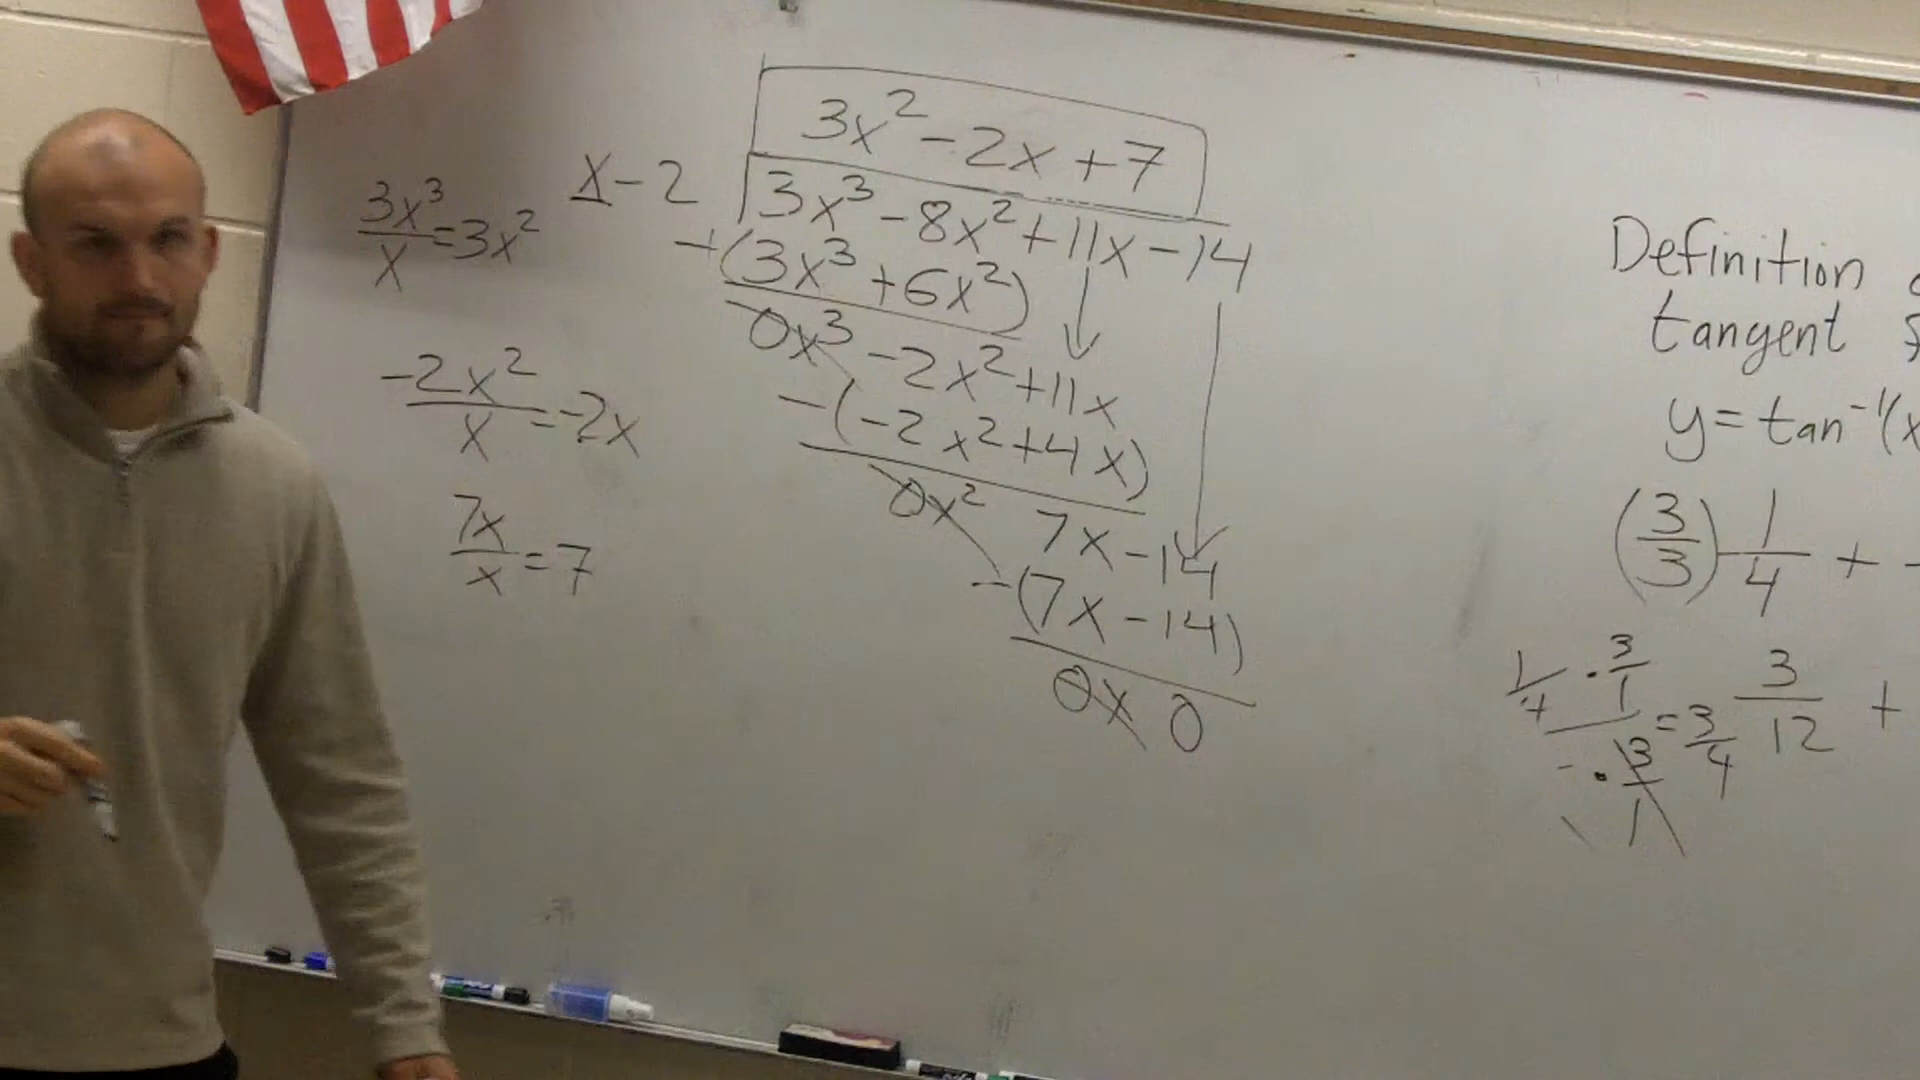 3x² - 2x + 7
x - 2 | 3x³ - 8x² + 11x - 14
-(3x³ + 6x²)
0x³ - 2x² + 11x
-(-2x² + 4x)
0x² 7x - 14
-(7x - 14)
0x 0
3x³/x = 3x²
-2x²/x = -2x
7x/x = 7
Definition
tangent
y = tan⁻¹(x
(3/3) 1/4 +
1/4 · 3/1
· 3/1
= 3/4
3/12 +